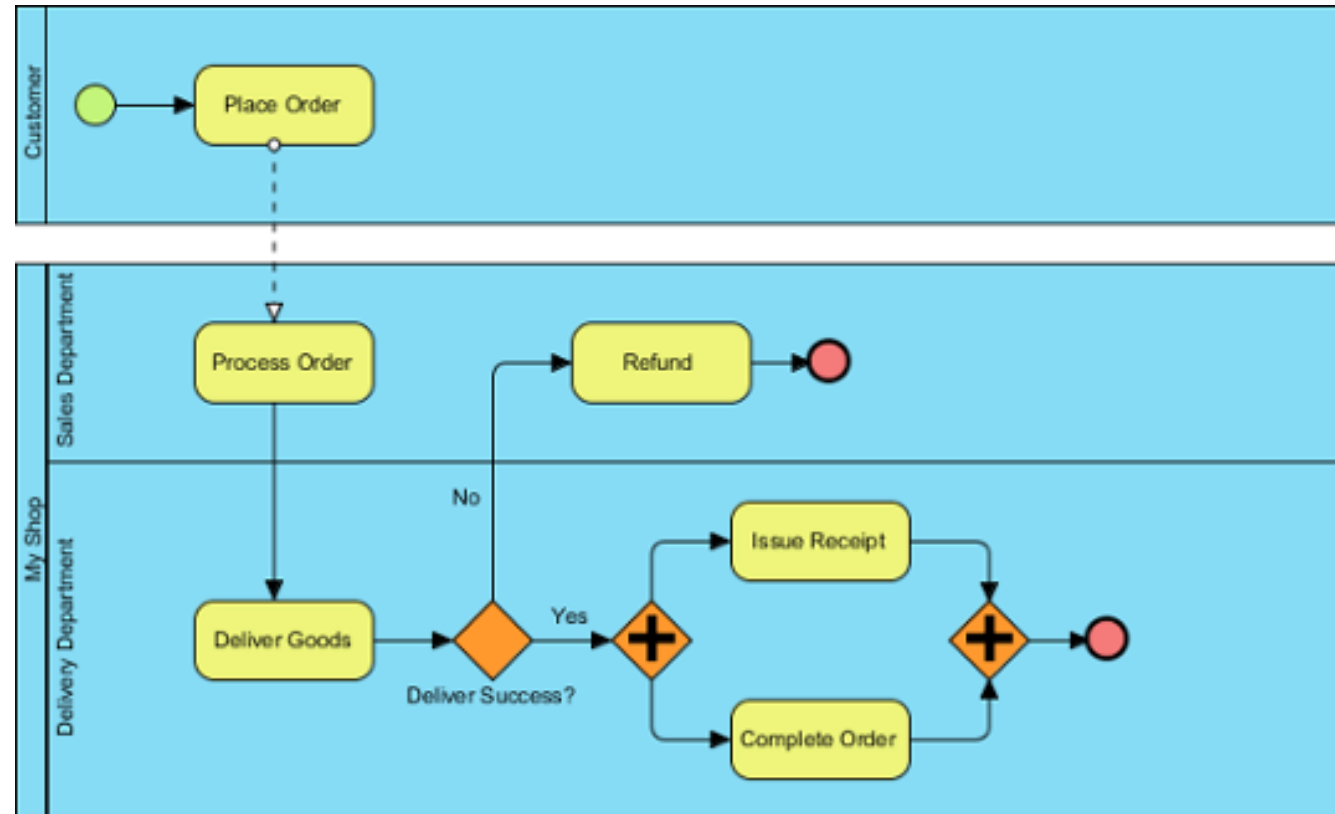 Customer
Place Order
My Shop
Sales Department
Process Order
Refund
Delivery Department
No
Issue Receipt
Deliver Goods
Yes
Deliver Success?
Complete Order